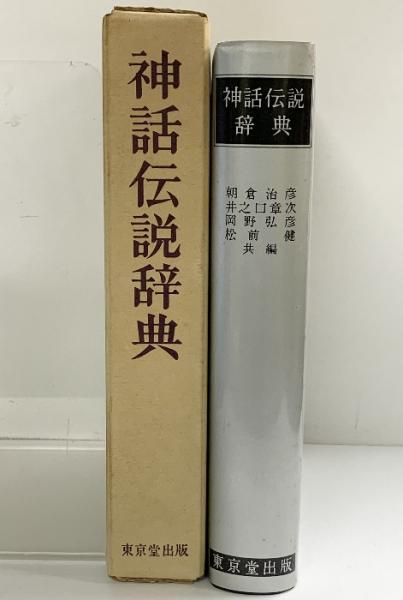 神話伝説辞典
東京堂出版
神話伝説
辞典
朝倉治彦
井之口章次
岡野弘彦
松前健
共編
東京堂出版